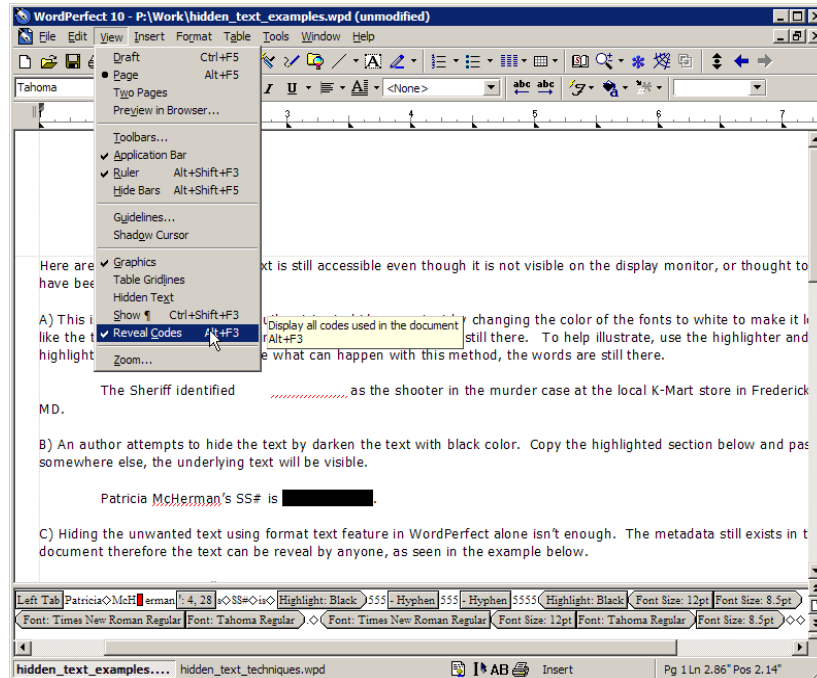 WordPerfect 10 - P:\Work\hidden_text_examples.wpd (unmodified)
File Edit View Insert Format Table Tools Window Help
Tahoma
<None>
abc abc
Draft Ctrl+F5
Page Alt+F5
Two Pages
Preview in Browser...
Toolbars...
Application Bar
Ruler Alt+Shift+F3
Hide Bars Alt+Shift+F5
Guidelines...
Shadow Cursor
Graphics
Table Gridlines
Hidden Text
Show ¶ Ctrl+Shift+F3
Reveal Codes Alt+F3
Zoom...
Display all codes used in the document
Alt+F3
3 4 5 6 7
Here are xt is still accessible even though it is not visible on the display monitor, or thought to
have bee
A) This i y changing the color of the fonts to white to make it l
like the t still there. To help illustrate, use the highlighter and
highlight e what can happen with this method, the words are still there.
The Sheriff identified as the shooter in the murder case at the local K-Mart store in Frederick
MD.
B) An author attempts to hide the text by darken the text with black color. Copy the highlighted section below and pas
somewhere else, the underlying text will be visible.
Patricia McHerman's SS# is .
C) Hiding the unwanted text using format text feature in WordPerfect alone isn't enough. The metadata still exists in t
document therefore the text can be reveal by anyone, as seen in the example below.
Left Tab Patricia◇McH erman ': 4, 28 s◇SS#◇is◇ Highlight: Black 555 - Hyphen 555 - Hyphen 5555 Highlight: Black Font Size: 12pt Font Size: 8.5pt
Font: Times New Roman Regular Font: Tahoma Regular .◇ Font: Times New Roman Regular Font Size: 12pt Font: Tahoma Regular Font Size: 8.5pt ◇◇
hidden_text_examples.... hidden_text_techniques.wpd AB Insert Pg 1 Ln 2.86" Pos 2.14"